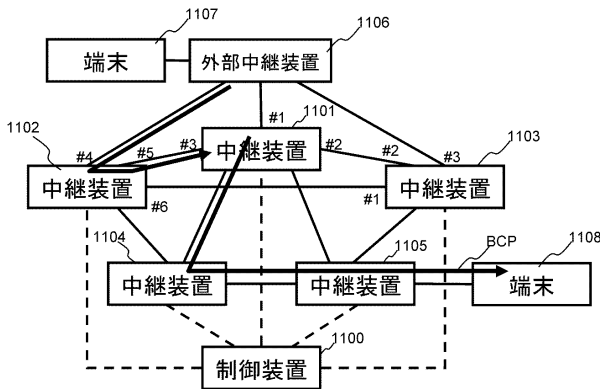 1107
1106
端末
外部中継装置
#1
1101
1102
#3
中継装置
#2
1103
#4
#5
#2
#3
中継装置
中継装置
#6
#1
1104
1105
BCP
1108
中継装置
中継装置
端末
1100
制御装置